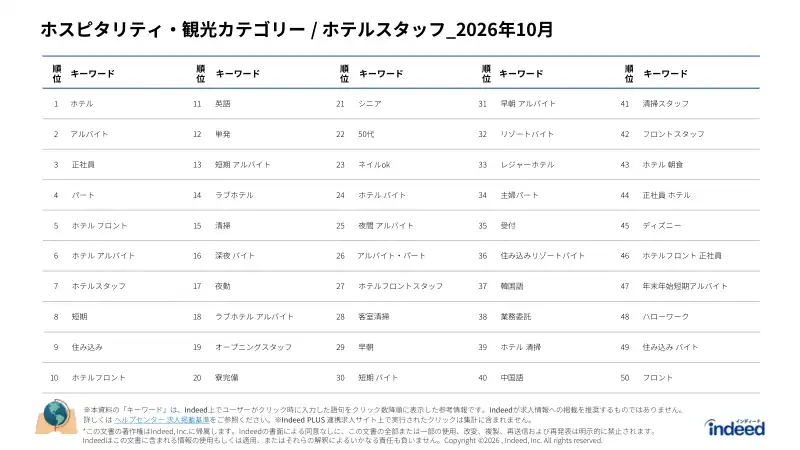 ホスピタリティ・観光カテゴリー / ホテルスタッフ_2026年10月
順位 キーワード 順位 キーワード 順位 キーワード 順位 キーワード 順位 キーワード
1 ホテル 11 英語 21 シニア 31 早朝 アルバイト 41 清掃スタッフ
2 アルバイト 12 単発 22 50代 32 リゾートバイト 42 フロントスタッフ
3 正社員 13 短期 アルバイト 23 ネイルok 33 レジャーホテル 43 ホテル 朝食
4 パート 14 ラブホテル 24 ホテル バイト 34 主婦パート 44 正社員 ホテル
5 ホテル フロント 15 清掃 25 夜間 アルバイト 35 受付 45 ディズニー
6 ホテル アルバイト 16 深夜 バイト 26 アルバイト・パート 36 住み込みリゾートバイト 46 ホテルフロント 正社員
7 ホテルスタッフ 17 夜勤 27 ホテルフロントスタッフ 37 韓国語 47 年末年始短期アルバイト
8 短期 18 ラブホテル アルバイト 28 客室清掃 38 業務委託 48 ハローワーク
9 住み込み 19 オープニングスタッフ 29 早朝 39 ホテル 清掃 49 住み込み バイト
10 ホテルフロント 20 寮完備 30 短期 バイト 40 中国語 50 フロント
※本資料の「キーワード」は、Indeed上でユーザーがクリック時に入力した語句をクリック数降順に表示した参考情報です。Indeedが求人情報への掲載を推奨するものではありません。
詳しくは ヘルプセンター 求人掲載基準をご参照ください。※Indeed PLUS 連携求人サイト上で実行されたクリックは集計に含まれません。
*この文書の著作権はIndeed, Inc.に帰属します。Indeedの書面による同意なしに、この文書の全部または一部の使用、改変、複製、再送信および再発表は明示的に禁止されます。
Indeedはこの文書に含まれる情報の使用もしくは適用、またはそれらの解釈によるいかなる責任も負いません。Copyright ©2026 , Indeed, Inc. All rights reserved.
インディード
indeed